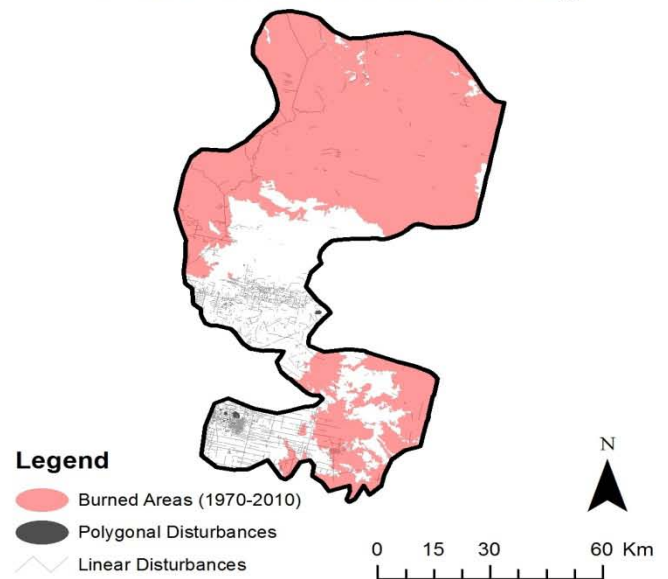 N
Legend
Burned Areas (1970-2010)
Polygonal Disturbances
Linear Disturbances
0 15 30 60 Km